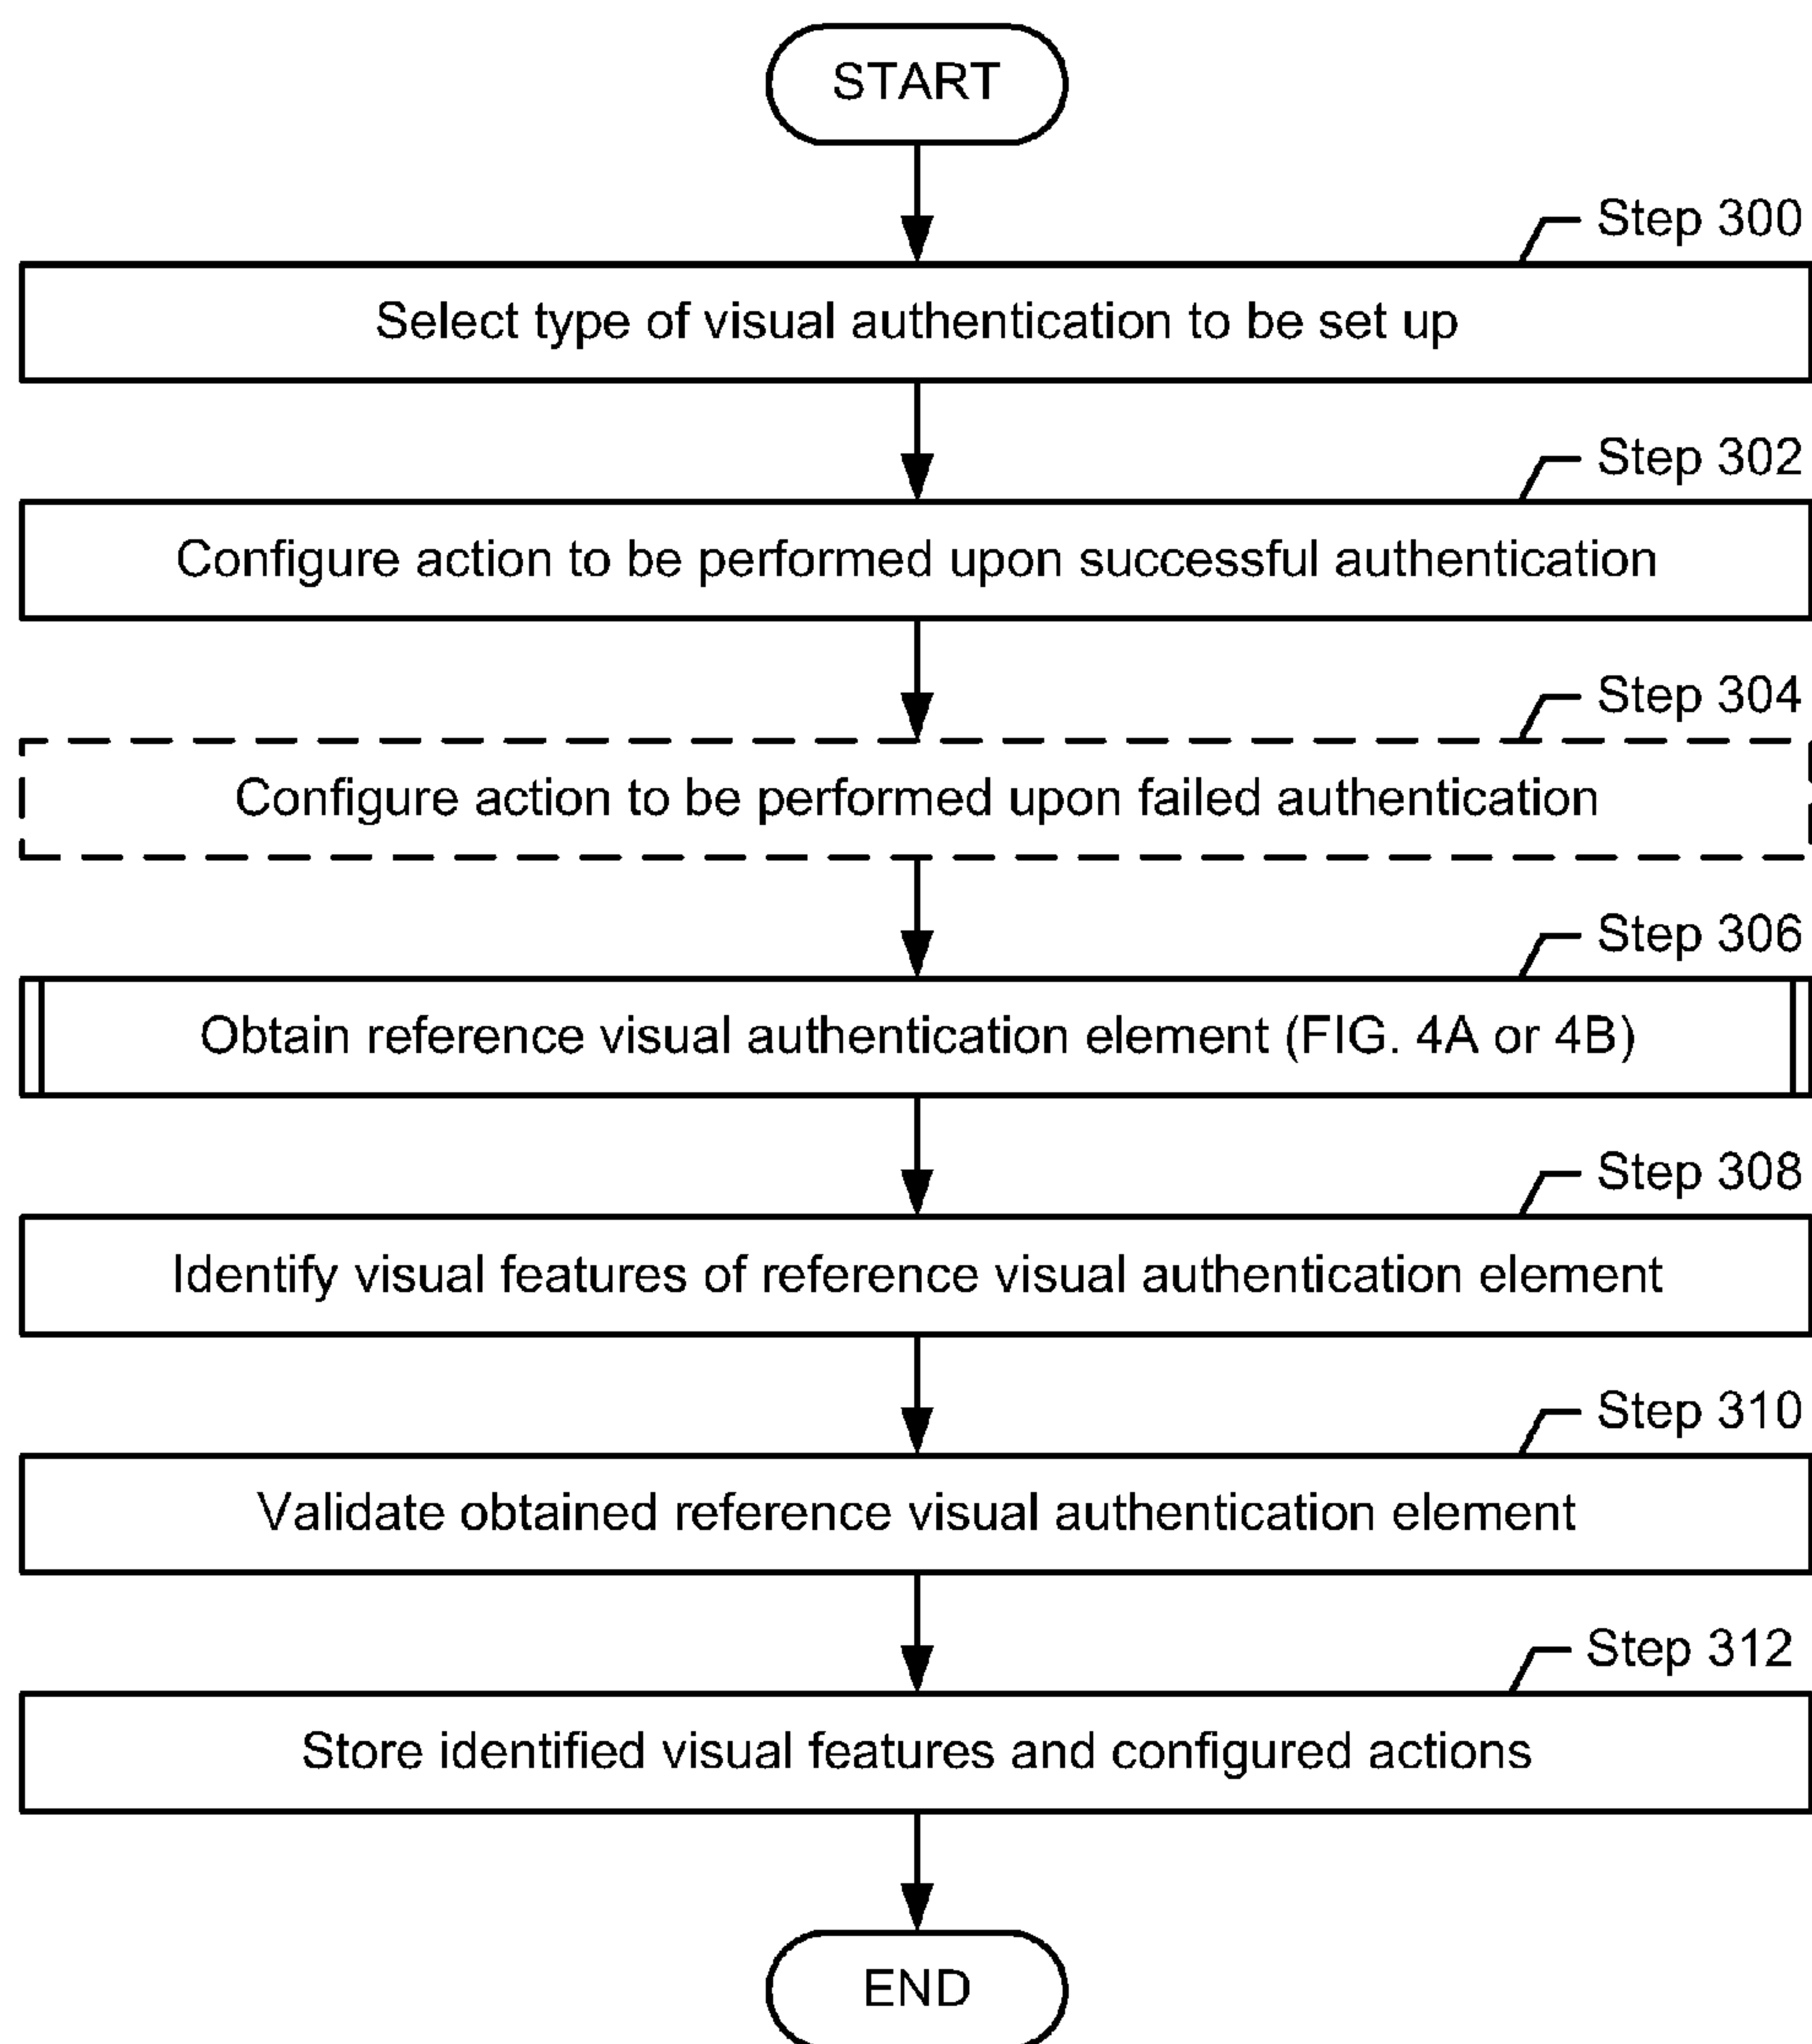 START
Step 300
Select type of visual authentication to be set up
Step 302
Configure action to be performed upon successful authentication
Step 304
Configure action to be performed upon failed authentication
Step 306
Obtain reference visual authentication element (FIG. 4A or 4B)
Step 308
Identify visual features of reference visual authentication element
Step 310
Validate obtained reference visual authentication element
Step 312
Store identified visual features and configured actions
END